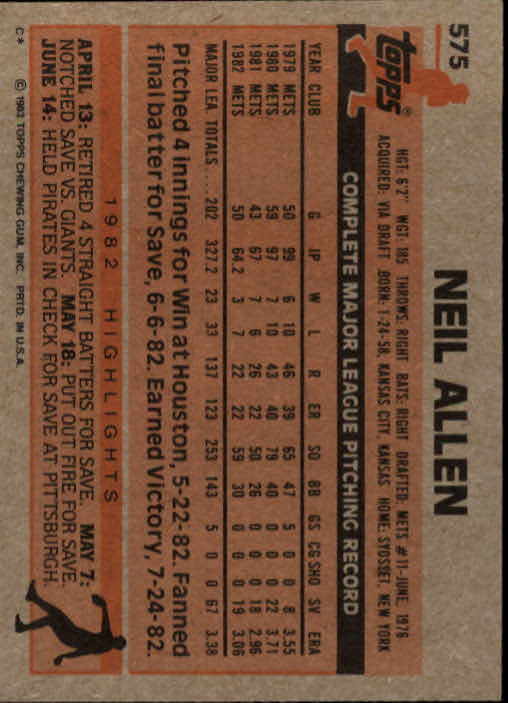 575
topps®
NEIL ALLEN
HGT: 6'2" WGT: 185 THROWS: RIGHT BATS: RIGHT DRAFTED: METS #11-JUNE, 1976
ACQUIRED: VIA DRAFT BORN: 1-24-58, KANSAS CITY, KANSAS HOME: SYOSSET, NEW YORK
COMPLETE MAJOR LEAGUE PITCHING RECORD
YEAR CLUB G IP W L R ER SO BB GS CG SHO SV ERA
1979 METS 50 99 6 10 46 39 65 47 5 0 0 8 3.55
1980 METS 59 97 7 10 43 40 79 40 0 0 0 22 3.71
1981 METS 43 67 7 6 26 22 50 26 0 0 0 18 2.96
1982 METS 50 64.2 3 7 22 22 59 30 0 0 0 19 3.06
MAJOR LEA. TOTALS .... 202 327.2 23 33 137 123 253 143 5 0 0 67 3.38
Pitched 4 innings for Win at Houston, 5-22-82. Fanned
final batter for Save, 6-6-82. Earned Victory, 7-24-82.
1982 HIGHLIGHTS
APRIL 13: RETIRED 4 STRAIGHT BATTERS FOR SAVE. MAY 7:
NOTCHED SAVE VS. GIANTS. MAY 18: PUT OUT FIRE FOR SAVE.
JUNE 14: HELD PIRATES IN CHECK FOR SAVE AT PITTSBURGH.
C* © 1983 TOPPS CHEWING GUM, INC. PRTD. IN U.S.A.